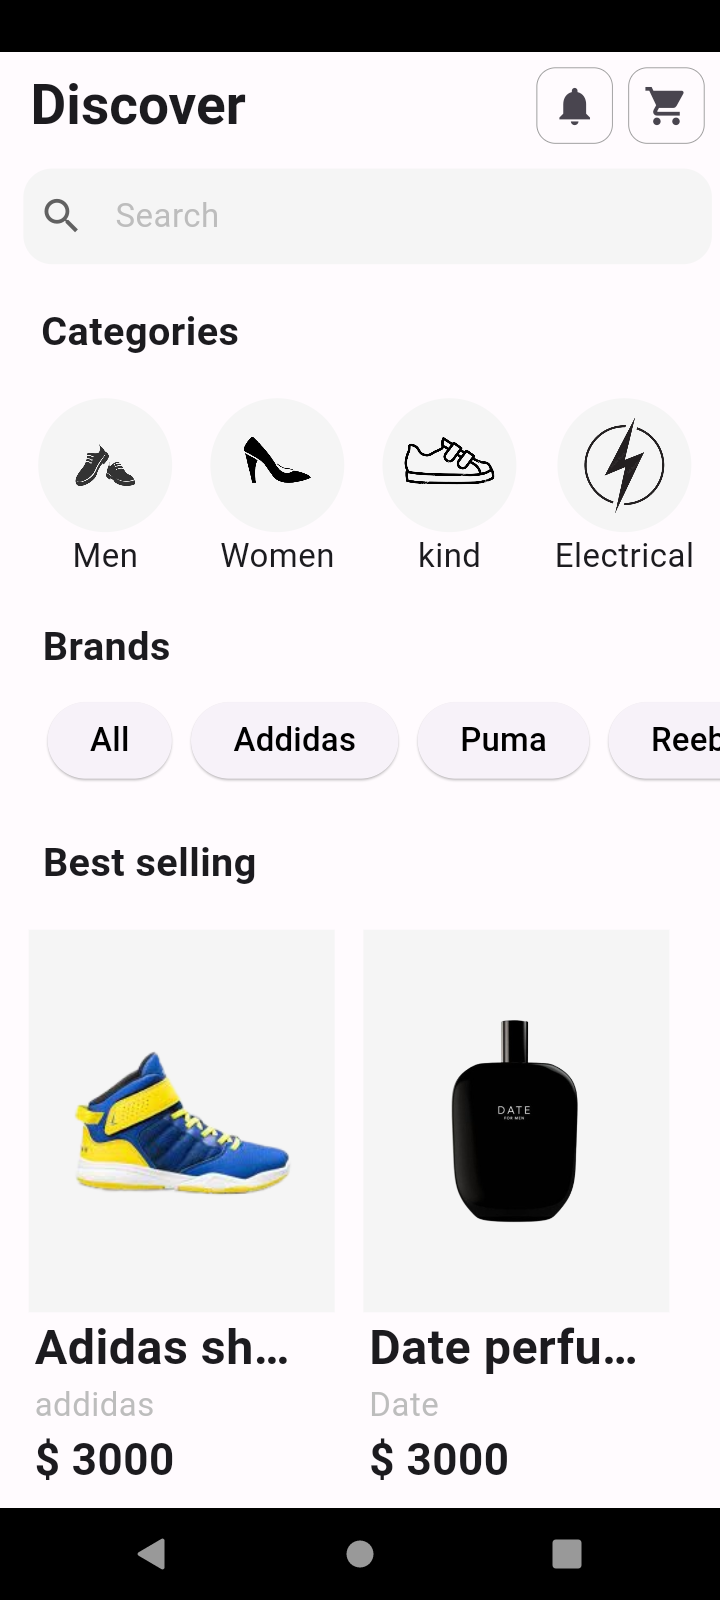 Discover
Search
Categories
Men Women kind Electrical
Brands
All Addidas Puma Reeb
Best selling
DATE
FOR MEN
Adidas sh... Date perfu...
addidas Date
$ 3000 $ 3000